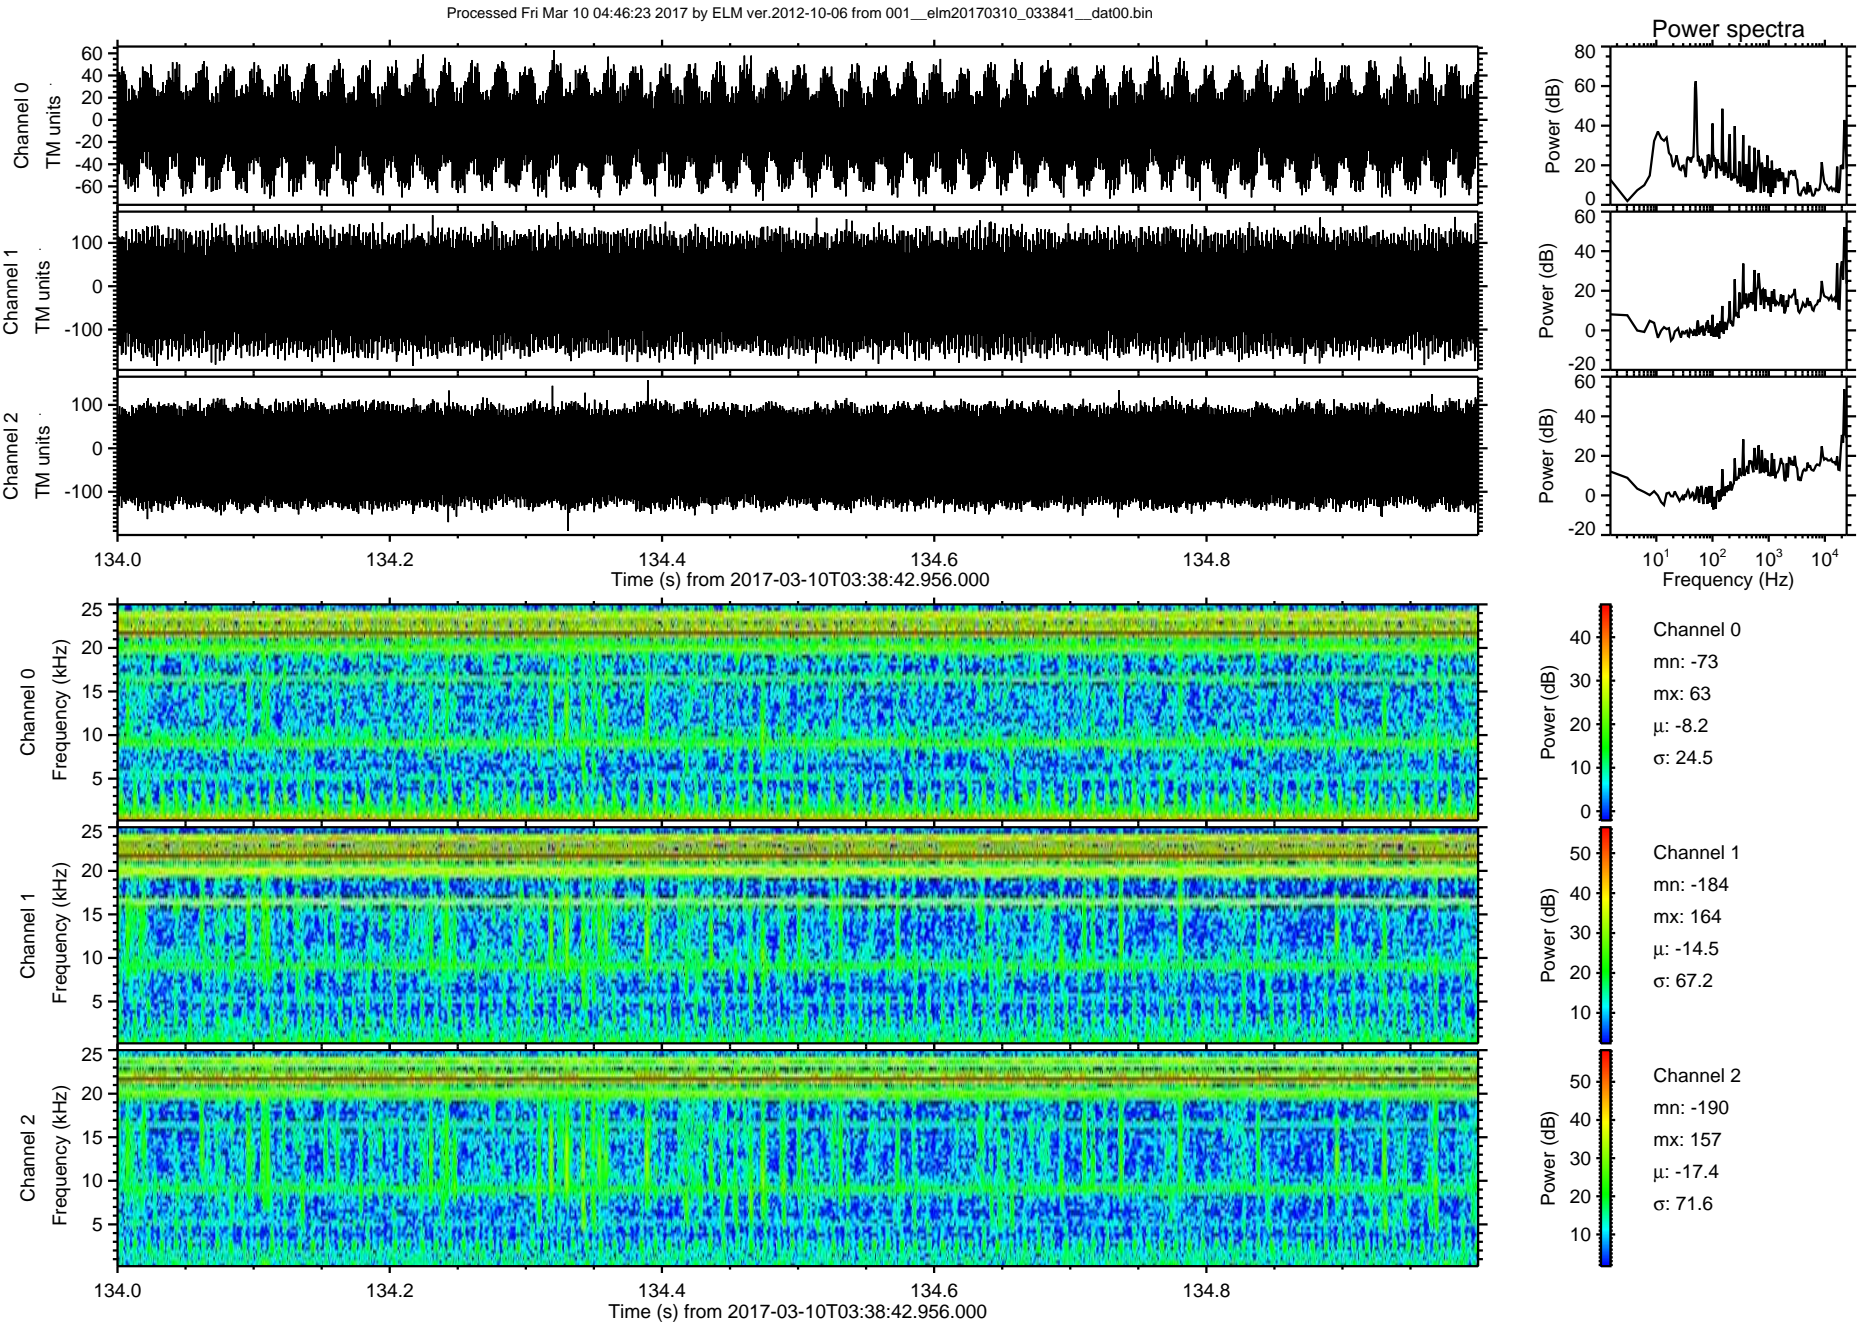 Processed Fri Mar 10 04:46:23 2017 by ELM ver.2012-10-06 from 001__elm20170310_033841__dat00.bin
Power spectra
Channel 0
TM units
60
40
20
0
-20
-40
-60
Power (dB)
80
60
40
20
0
Channel 1
TM units
100
0
-100
Power (dB)
60
40
20
0
-20
Channel 2
TM units
100
0
-100
Power (dB)
60
40
20
0
-20
134.0 134.2 134.4 134.6 134.8
Time (s) from 2017-03-10T03:38:42.956.000
10^1 10^2 10^3 10^4
Frequency (Hz)
Channel 0
Frequency (kHz)
25
20
15
10
5
Power (dB)
40
30
20
10
0
Channel 0
mn: -73
mx: 63
µ: -8.2
σ: 24.5
Channel 1
Frequency (kHz)
25
20
15
10
5
Power (dB)
50
40
30
20
10
Channel 1
mn: -184
mx: 164
µ: -14.5
σ: 67.2
Channel 2
Frequency (kHz)
25
20
15
10
5
Power (dB)
50
40
30
20
10
Channel 2
mn: -190
mx: 157
µ: -17.4
σ: 71.6
134.0 134.2 134.4 134.6 134.8
Time (s) from 2017-03-10T03:38:42.956.000